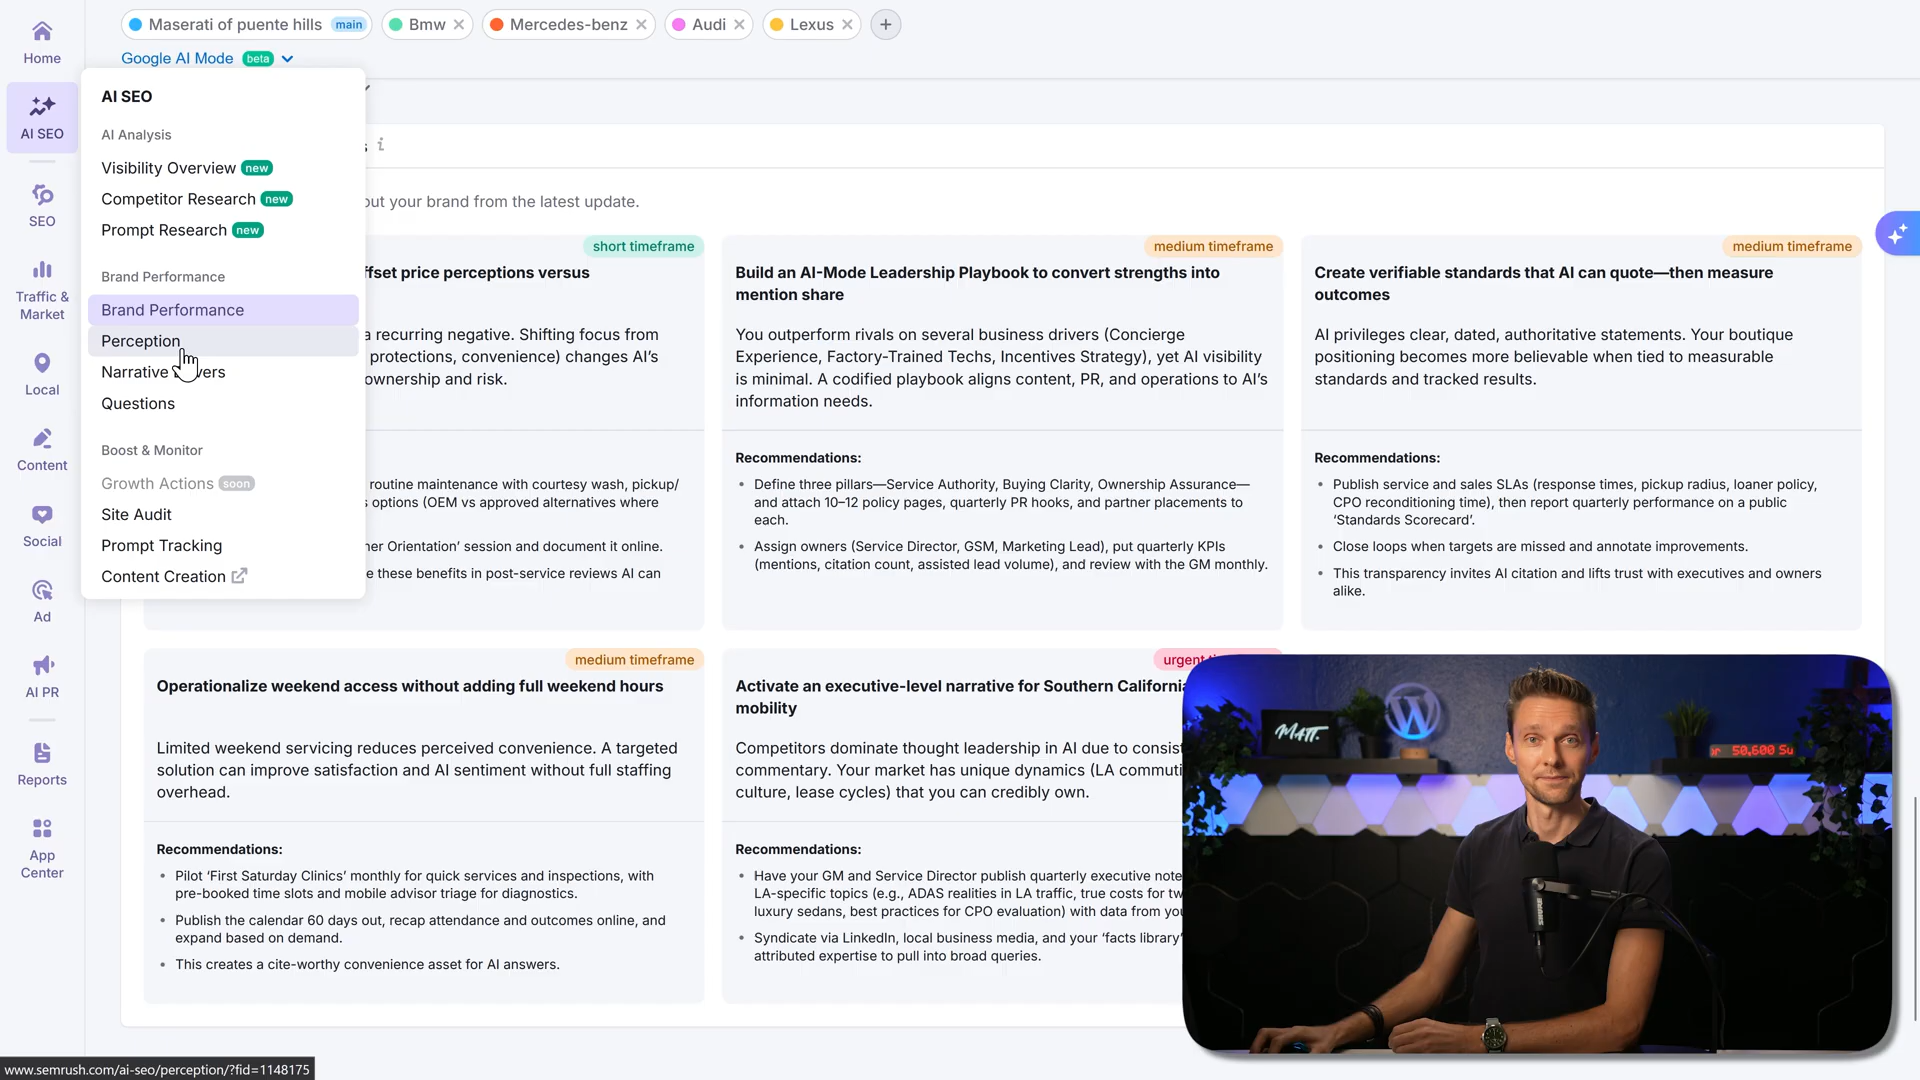 Home
AI SEO
SEO
Traffic &
Market
Local
Content
Social
Ad
AI PR
Reports
App
Center
Maserati of puente hills main
Bmw
Mercedes-benz
Audi
Lexus
Google AI Mode beta
AI SEO
AI Analysis
Visibility Overview new
Competitor Research new
Prompt Research new
Brand Performance
Brand Performance
Perception
Narrative
Questions
Boost & Monitor
Growth Actions soon
Site Audit
Prompt Tracking
Content Creation
out your brand from the latest update.
short timeframe
ffset price perceptions versus
a recurring negative. Shifting focus from
protections, convenience) changes AI's
ownership and risk.
routine maintenance with courtesy wash, pickup/
s options (OEM vs approved alternatives where
ner Orientation' session and document it online.
e these benefits in post-service reviews AI can
medium timeframe
Build an AI-Mode Leadership Playbook to convert strengths into
mention share
You outperform rivals on several business drivers (Concierge
Experience, Factory-Trained Techs, Incentives Strategy), yet AI visibility
is minimal. A codified playbook aligns content, PR, and operations to AI's
information needs.
Recommendations:
• Define three pillars—Service Authority, Buying Clarity, Ownership Assurance—
and attach 10–12 policy pages, quarterly PR hooks, and partner placements to
each.
• Assign owners (Service Director, GSM, Marketing Lead), put quarterly KPIs
(mentions, citation count, assisted lead volume), and review with the GM monthly.
medium timeframe
Create verifiable standards that AI can quote—then measure
outcomes
AI privileges clear, dated, authoritative statements. Your boutique
positioning becomes more believable when tied to measurable
standards and tracked results.
Recommendations:
• Publish service and sales SLAs (response times, pickup radius, loaner policy,
CPO reconditioning time), then report quarterly performance on a public
'Standards Scorecard'.
• Close loops when targets are missed and annotate improvements.
• This transparency invites AI citation and lifts trust with executives and owners
alike.
medium timeframe
Operationalize weekend access without adding full weekend hours
Limited weekend servicing reduces perceived convenience. A targeted
solution can improve satisfaction and AI sentiment without full staffing
overhead.
Recommendations:
• Pilot 'First Saturday Clinics' monthly for quick services and inspections, with
pre-booked time slots and mobile advisor triage for diagnostics.
• Publish the calendar 60 days out, recap attendance and outcomes online, and
expand based on demand.
• This creates a cite-worthy convenience asset for AI answers.
urgent
Activate an executive-level narrative for Southern California
mobility
Competitors dominate thought leadership in AI due to consist
commentary. Your market has unique dynamics (LA commuti
culture, lease cycles) that you can credibly own.
Recommendations:
• Have your GM and Service Director publish quarterly executive note
LA-specific topics (e.g., ADAS realities in LA traffic, true costs for tw
luxury sedans, best practices for CPO evaluation) with data from you
• Syndicate via LinkedIn, local business media, and your 'facts library'
attributed expertise to pull into broad queries.
MATT.
50,600 Su
SHURE
www.semrush.com/ai-seo/perception/?fid=1148175